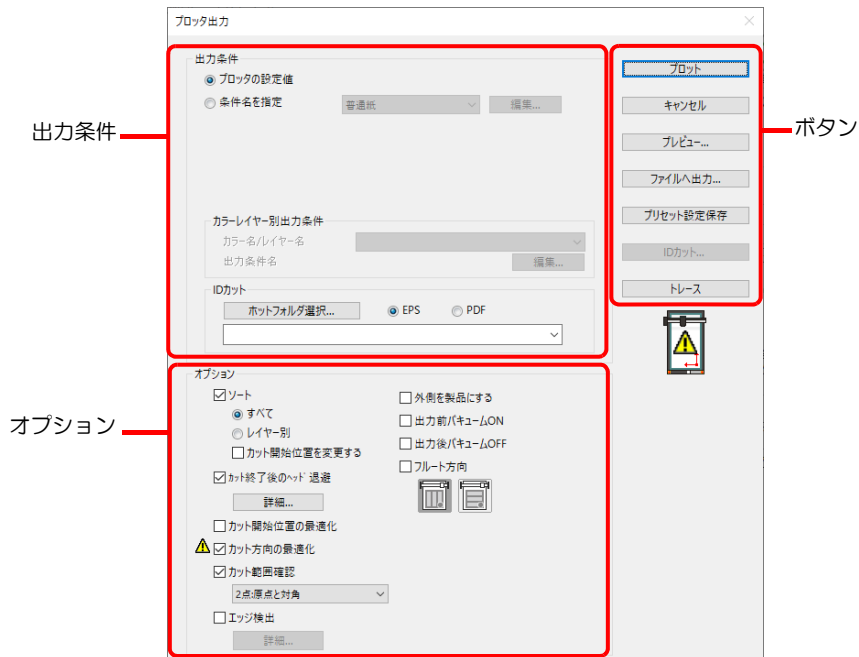 プロッタ出力
出力条件
プロッタの設定値
条件名を指定
普通紙
編集...
カラーレイヤー別出力条件
カラー名/レイヤー名
出力条件名
編集...
IDカット
ホットフォルダ選択...
EPS
PDF
オプション
ソート
すべて
レイヤー別
カット開始位置を変更する
カット終了後のヘッド退避
詳細...
カット開始位置の最適化
カット方向の最適化
カット範囲確認
2点:原点と対角
エッジ検出
詳細...
外側を製品にする
出力前バキュームON
出力後バキュームOFF
フルート方向
プロット
キャンセル
プレビュー...
ファイルへ出力...
プリセット設定保存
IDカット...
トレース
出力条件
オプション
ボタン